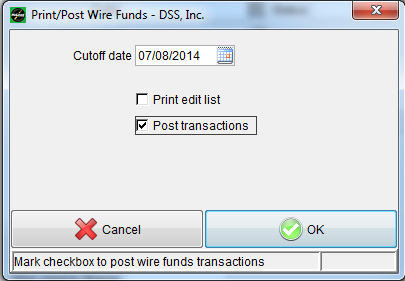 Print/Post Wire Funds - DSS, Inc.
Cutoff date 07/08/2014
Print edit list
Post transactions
Cancel OK
Mark checkbox to post wire funds transactions